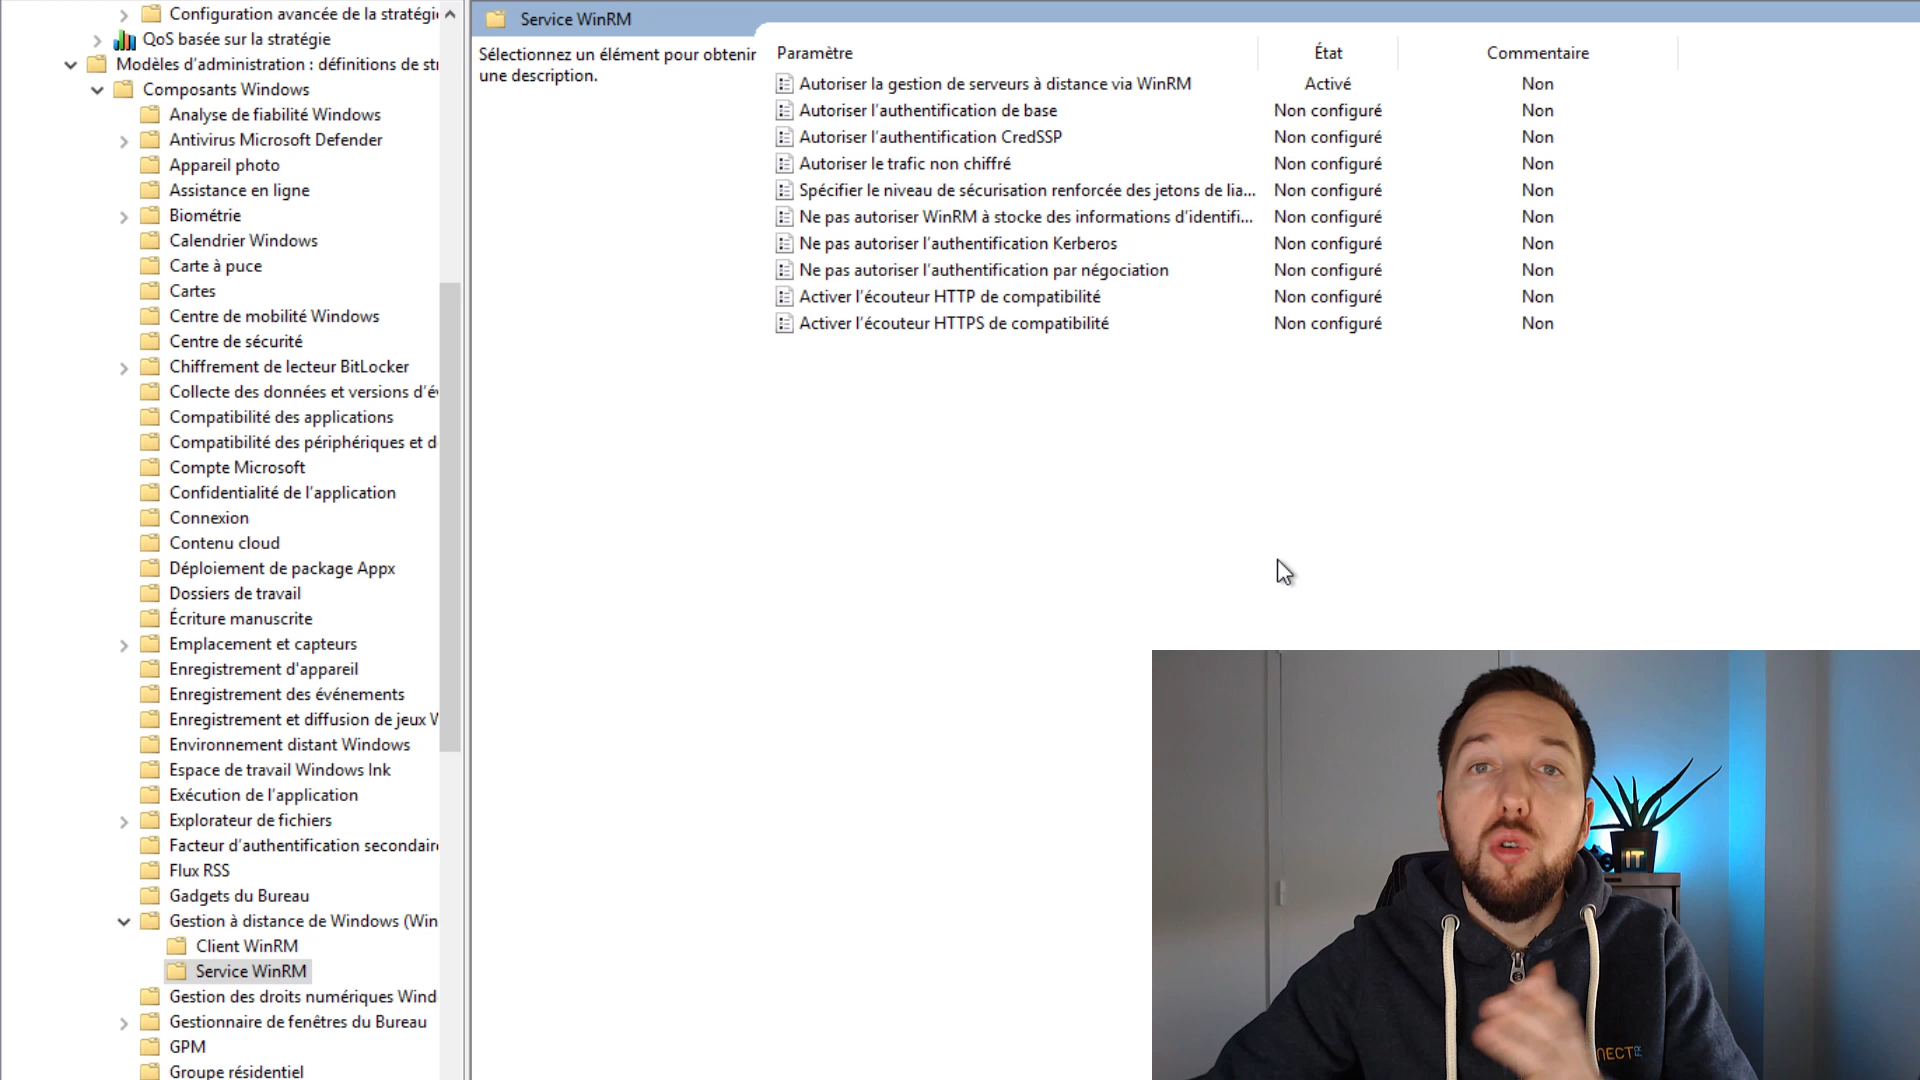 Configuration avancée de la stratégi
QoS basée sur la stratégie
Modèles d'administration : définitions de str
Composants Windows
Analyse de fiabilité Windows
Antivirus Microsoft Defender
Appareil photo
Assistance en ligne
Biométrie
Calendrier Windows
Carte à puce
Cartes
Centre de mobilité Windows
Centre de sécurité
Chiffrement de lecteur BitLocker
Collecte des données et versions d'é
Compatibilité des applications
Compatibilité des périphériques et d
Compte Microsoft
Confidentialité de l'application
Connexion
Contenu cloud
Déploiement de package Appx
Dossiers de travail
Écriture manuscrite
Emplacement et capteurs
Enregistrement d'appareil
Enregistrement des événements
Enregistrement et diffusion de jeux W
Environnement distant Windows
Espace de travail Windows Ink
Exécution de l'application
Explorateur de fichiers
Facteur d'authentification secondaire
Flux RSS
Gadgets du Bureau
Gestion à distance de Windows (Win
Client WinRM
Service WinRM
Gestion des droits numériques Wind
Gestionnaire de fenêtres du Bureau
GPM
Groupe résidentiel
Service WinRM
Sélectionnez un élément pour obtenir
une description.
Paramètre État Commentaire
Autoriser la gestion de serveurs à distance via WinRM Activé Non
Autoriser l'authentification de base Non configuré Non
Autoriser l'authentification CredSSP Non configuré Non
Autoriser le trafic non chiffré Non configuré Non
Spécifier le niveau de sécurisation renforcée des jetons de lia... Non configuré Non
Ne pas autoriser WinRM à stocke des informations d'identifi... Non configuré Non
Ne pas autoriser l'authentification Kerberos Non configuré Non
Ne pas autoriser l'authentification par négociation Non configuré Non
Activer l'écouteur HTTP de compatibilité Non configuré Non
Activer l'écouteur HTTPS de compatibilité Non configuré Non
IT
NECT